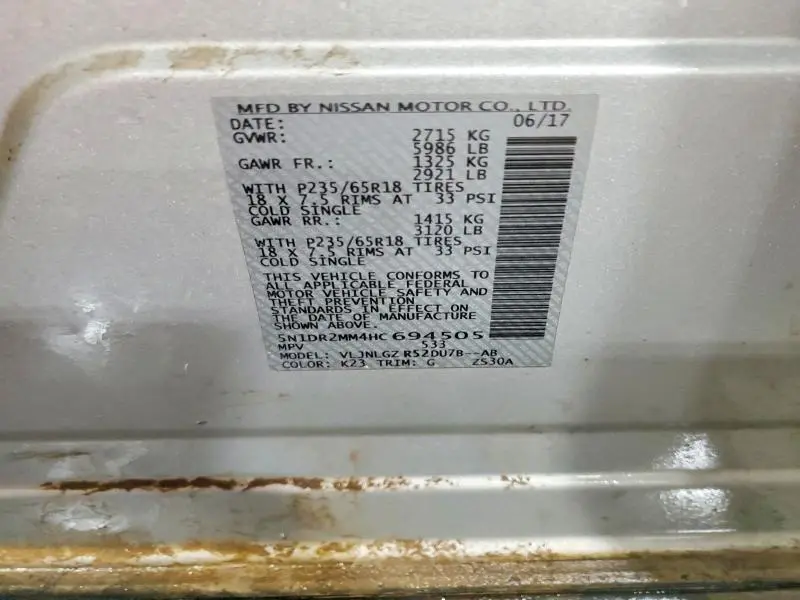 MFD BY NISSAN MOTOR CO., LTD.
DATE: 06/17
GVWR: 2715 KG
5986 LB
GAWR FR.: 1325 KG
2921 LB
WITH P235/65R18 TIRES
18 X 7.5 RIMS AT 33 PSI
COLD SINGLE
GAWR RR.: 1415 KG
3120 LB
WITH P235/65R18 TIRES
18 X 7.5 RIMS AT 33 PSI
COLD SINGLE
THIS VEHICLE CONFORMS TO
ALL APPLICABLE FEDERAL
MOTOR VEHICLE SAFETY AND
THEFT PREVENTION
STANDARDS IN EFFECT ON
THE DATE OF MANUFACTURE
SHOWN ABOVE.
5N1DR2MM4HC694505
MPV 533
MODEL: VLJNLGZ R52DU7B--AB
COLOR: K23 TRIM: G ZS30A